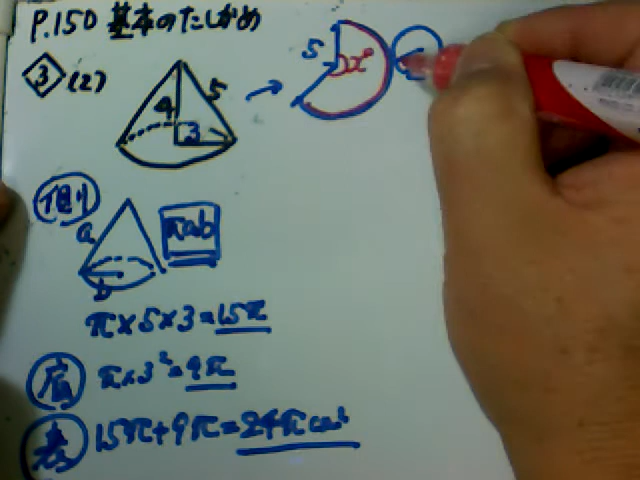 P.150 基本のたしかめ
3 (2)
4 5 3
5 x°
側
a b πab
π×5×3=15π
底 π×3²=9π
表 15π+9π=24πcm²